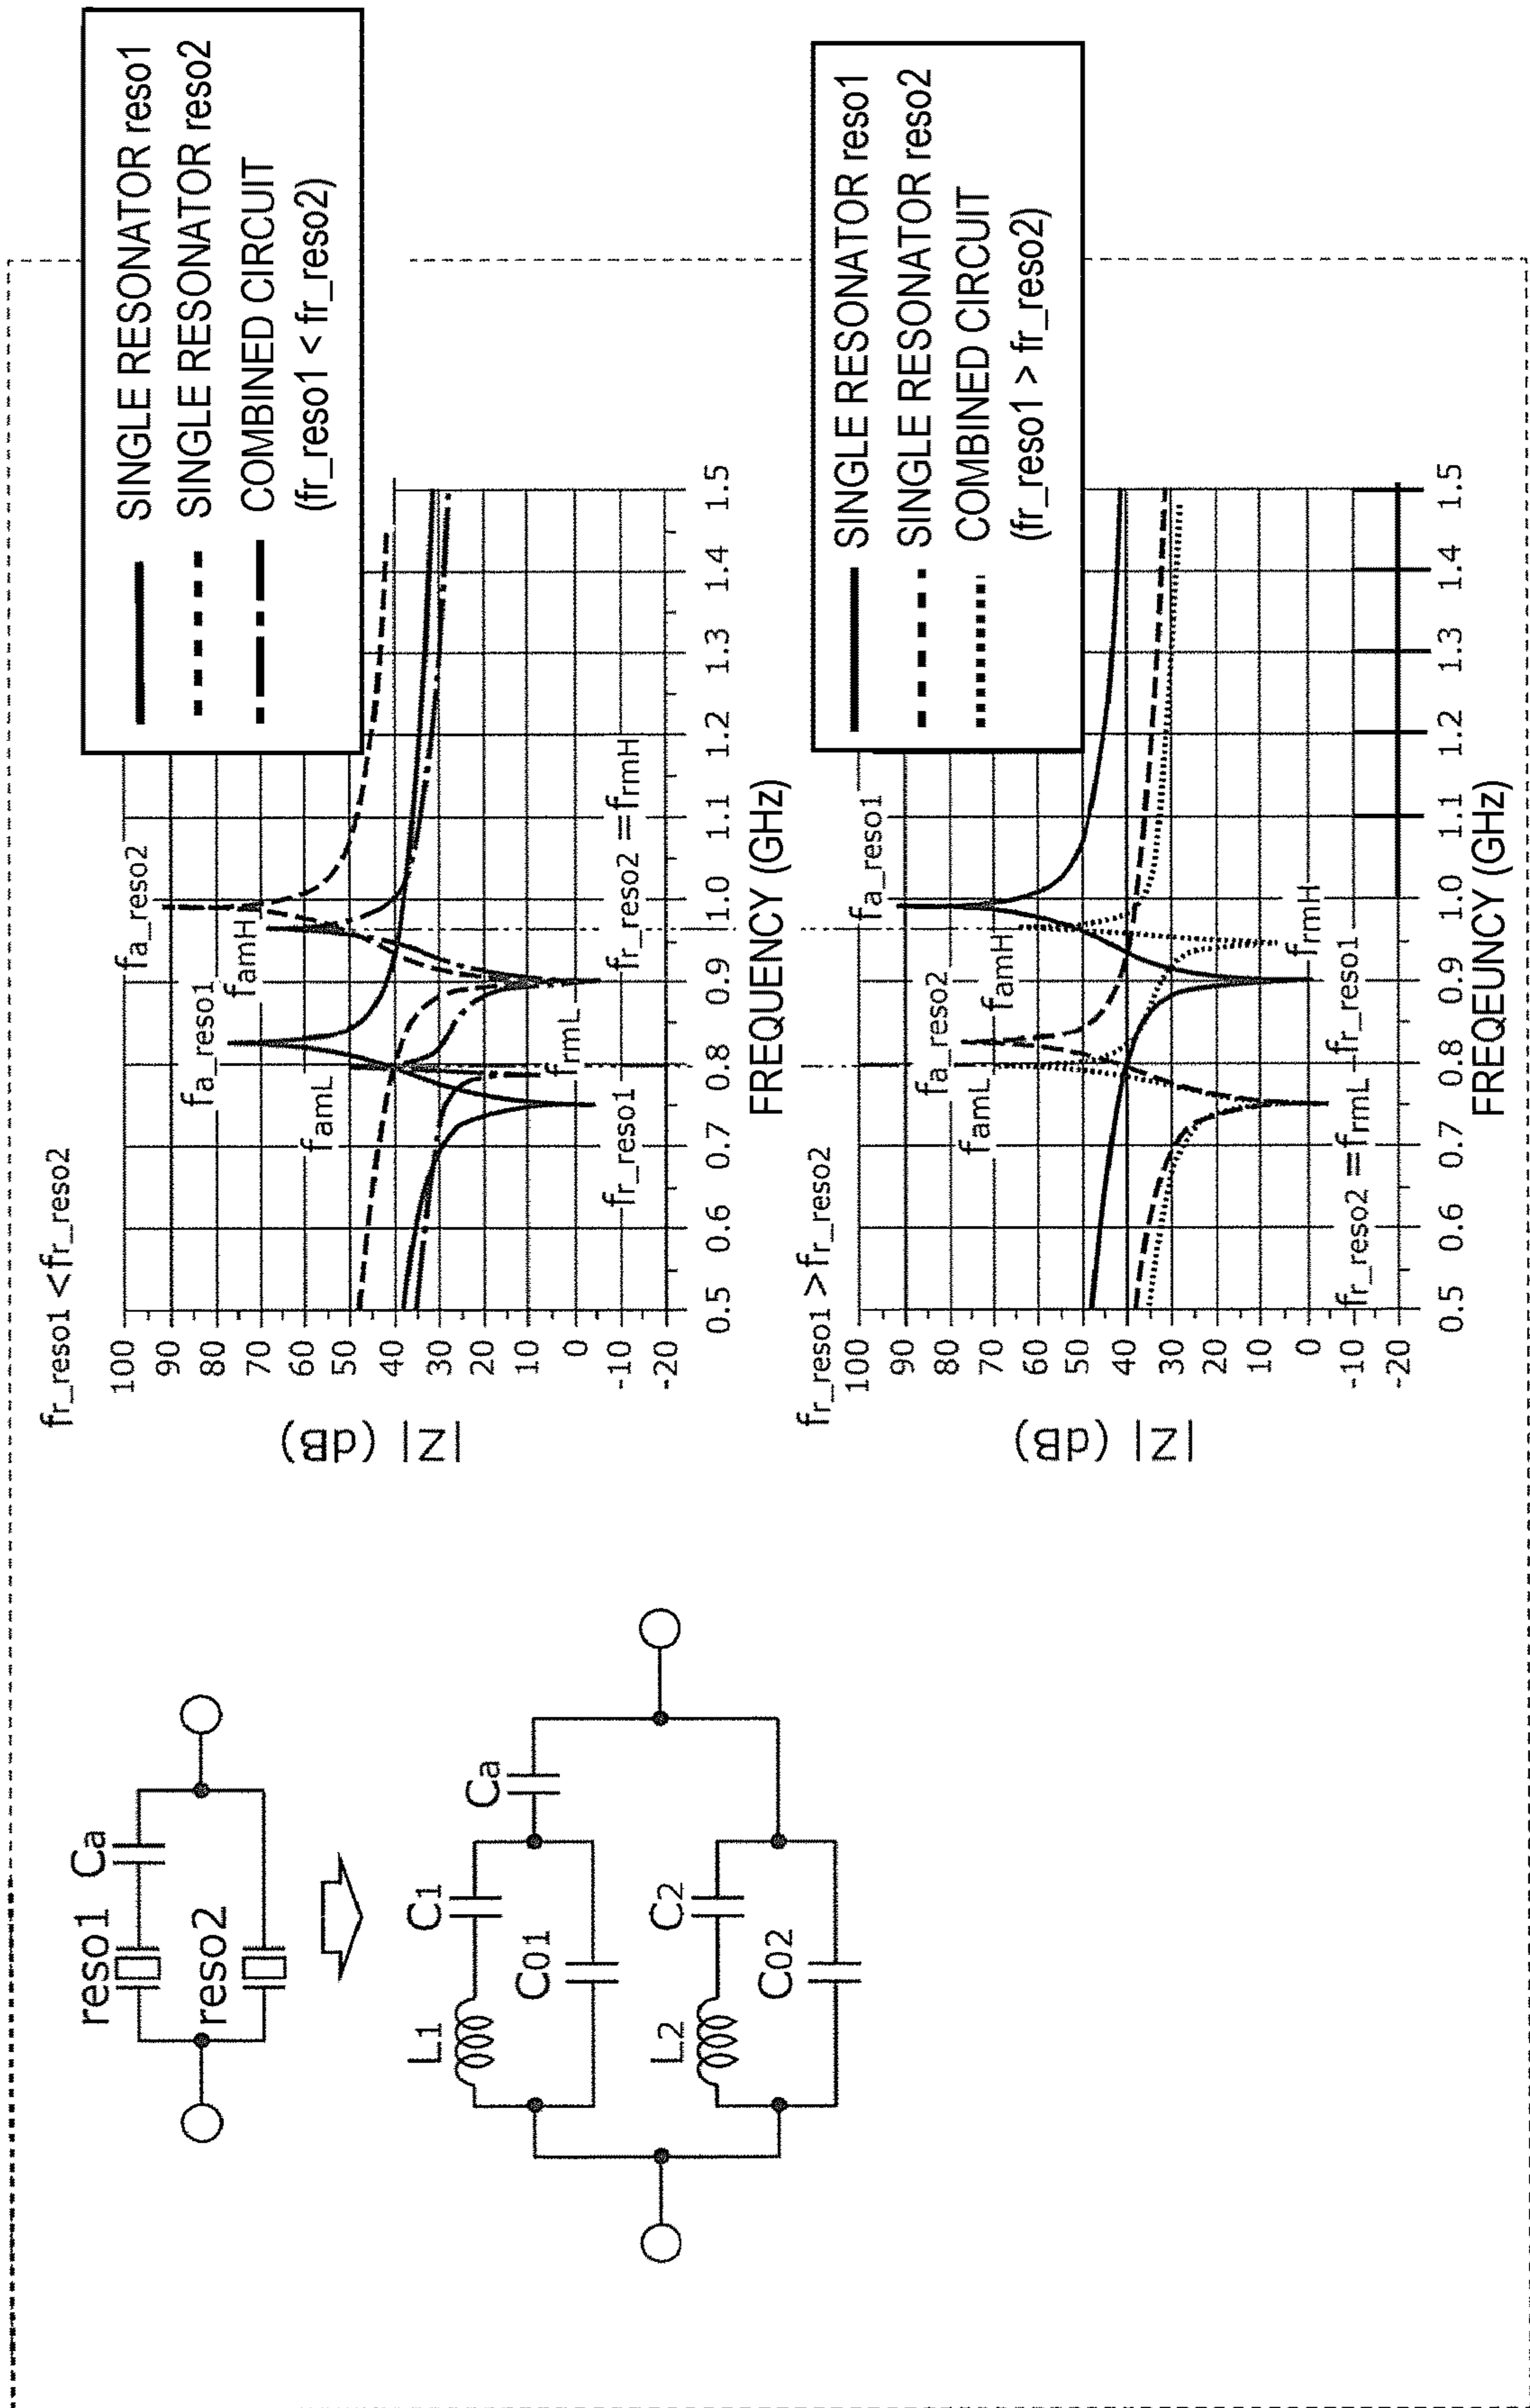 reso1 Ca
reso2
L1
C1
Ca
C01
L2
C2
C02
fr_reso1 <fr_reso2
SINGLE RESONATOR reso1
SINGLE RESONATOR reso2
COMBINED CIRCUIT
(fr_reso1 < fr_reso2)
|Z| (dB)
100
90
80
70
60
50
40
30
20
10
0
-10
-20
fa_reso1
fa_reso2
famL
famH
frmL
fr_reso1
fr_reso2 =frmH
0.5 0.6 0.7 0.8 0.9 1.0 1.1 1.2 1.3 1.4 1.5
FREQUENCY (GHz)
fr_reso1 >fr_reso2
SINGLE RESONATOR reso1
SINGLE RESONATOR reso2
COMBINED CIRCUIT
(fr_reso1 > fr_reso2)
|Z| (dB)
100
90
80
70
60
50
40
30
20
10
0
-10
-20
fa_reso2
fa_reso1
famL
famH
frmH
fr_reso2 =frmL
fr_reso1
0.5 0.6 0.7 0.8 0.9 1.0 1.1 1.2 1.3 1.4 1.5
FREQEUNCY (GHz)